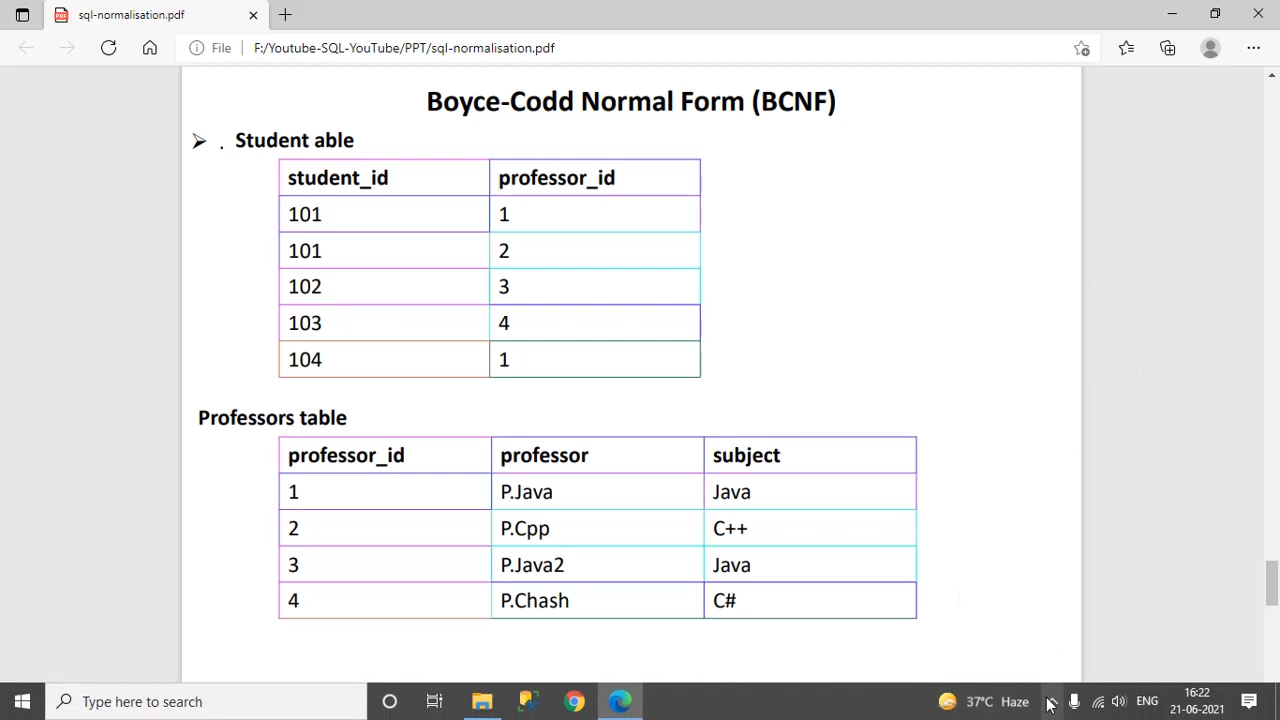 sql-normalisation.pdf
File F:/Youtube-SQL-YouTube/PPT/sql-normalisation.pdf
Boyce-Codd Normal Form (BCNF)
. Student able
student_id professor_id
101 1
101 2
102 3
103 4
104 1
Professors table
professor_id professor subject
1 P.Java Java
2 P.Cpp C++
3 P.Java2 Java
4 P.Chash C#
Type here to search 37°C Haze ENG 16:22
21-06-2021